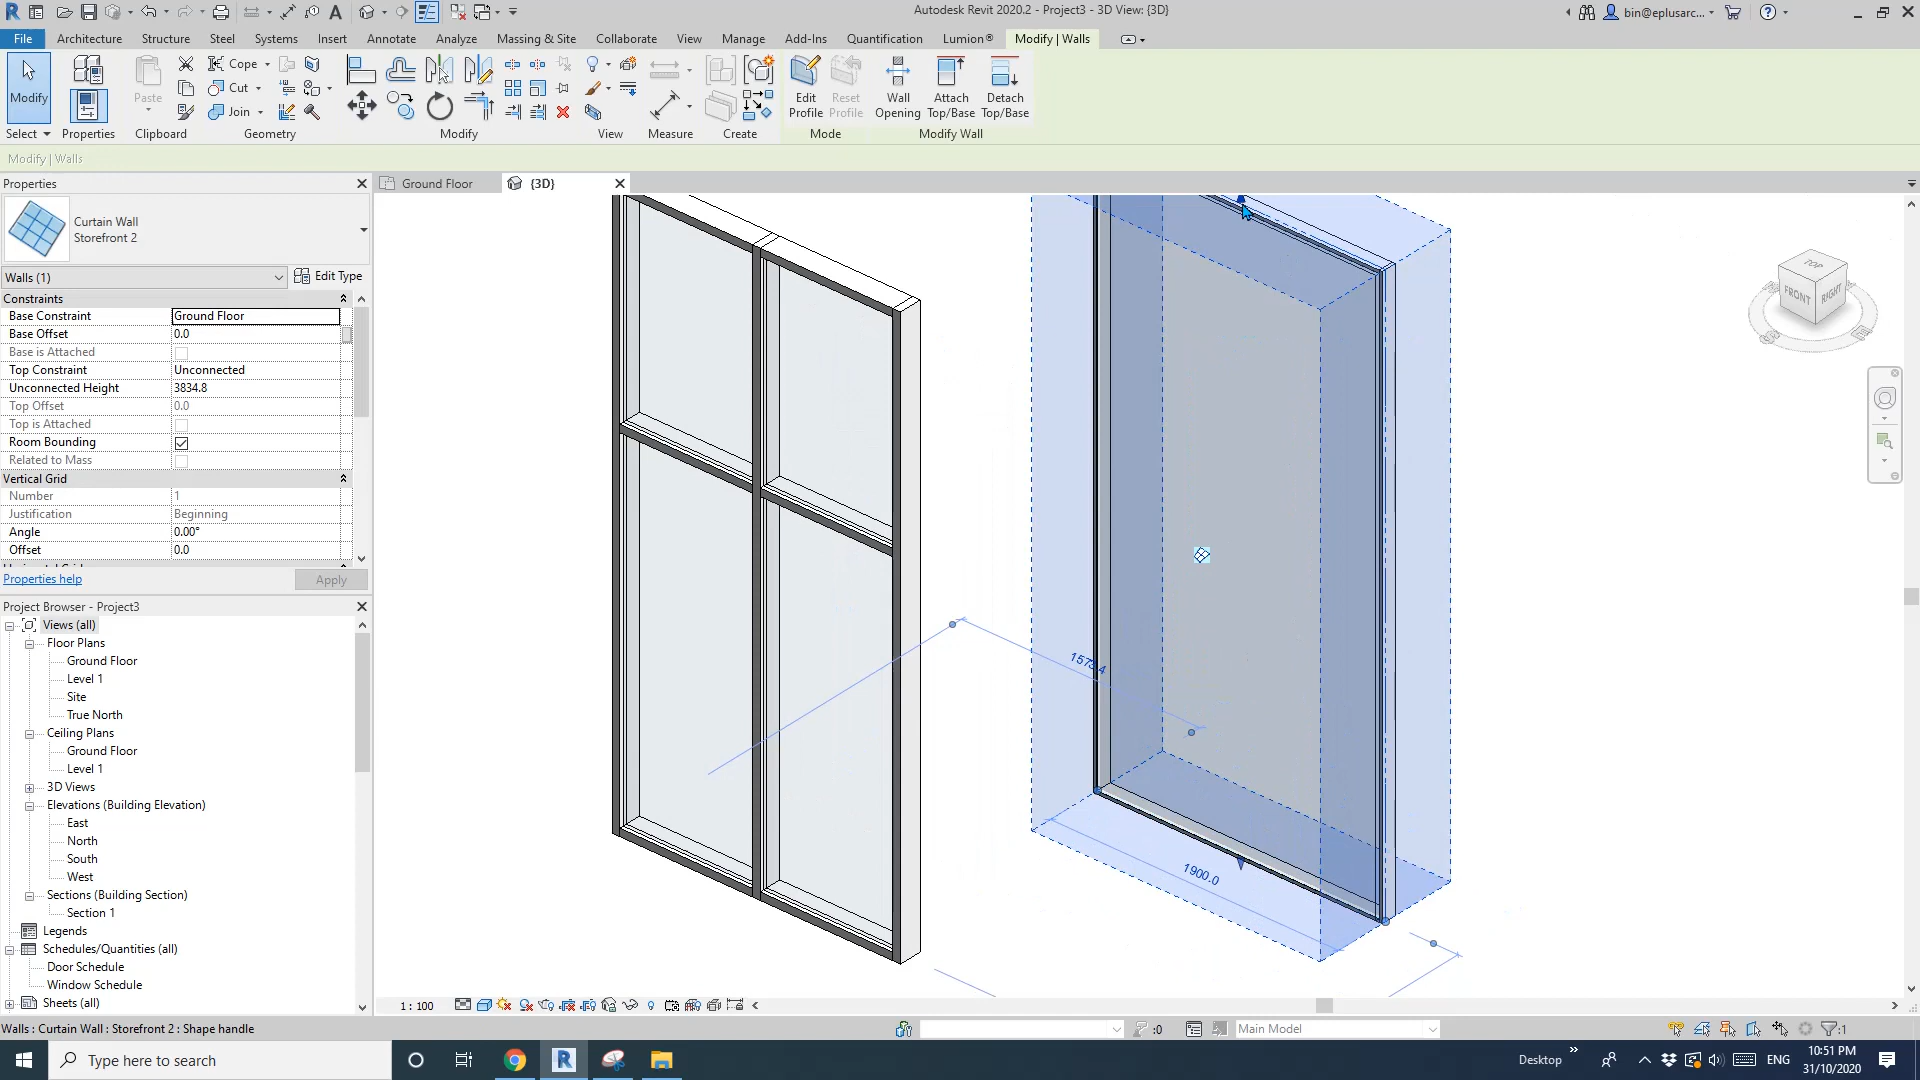 Autodesk Revit 2020.2 - Project3 - 3D View: {3D}
bin@eplusarc...
File Architecture Structure Steel Systems Insert Annotate Analyze Massing & Site Collaborate View Manage Add-Ins Quantification Lumion® Modify | Walls
Modify
Paste
Cope
Cut
Join
Edit Profile
Reset Profile
Wall Opening
Attach Top/Base
Detach Top/Base
Select Properties Clipboard Geometry Modify View Measure Create Mode Modify Wall
Modify | Walls
Properties
Ground Floor
{3D}
Curtain Wall
Storefront 2
Walls (1)
Edit Type
Constraints
Base Constraint Ground Floor
Base Offset 0.0
Base is Attached
Top Constraint Unconnected
Unconnected Height 3834.8
Top Offset 0.0
Top is Attached
Room Bounding
Related to Mass
Vertical Grid
Number 1
Justification Beginning
Angle 0.00°
Offset 0.0
Properties help
Apply
TOP
FRONT
RIGHT
1900.0
Project Browser - Project3
Views (all)
Floor Plans
Ground Floor
Level 1
Site
True North
Ceiling Plans
Ground Floor
Level 1
3D Views
Elevations (Building Elevation)
East
North
South
West
Sections (Building Section)
Section 1
Legends
Schedules/Quantities (all)
Door Schedule
Window Schedule
Sheets (all)
1 : 100
Walls : Curtain Wall : Storefront 2 : Shape handle
:0
Main Model
:1
Type here to search
Desktop
ENG
10:51 PM
31/10/2020